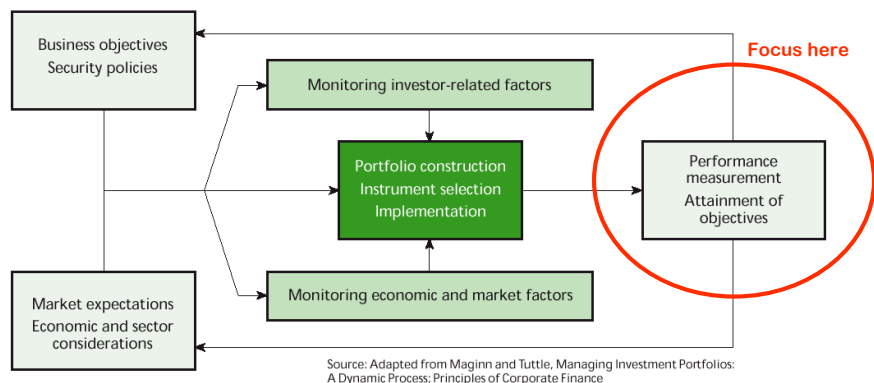 Business objectives
Security policies
Focus here
Monitoring investor-related factors
Portfolio construction
Instrument selection
Implementation
Performance
measurement
Attainment of
objectives
Market expectations
Economic and sector
considerations
Monitoring economic and market factors
Source: Adapted from Maginn and Tuttle, Managing Investment Portfolios:
A Dynamic Process; Principles of Corporate Finance